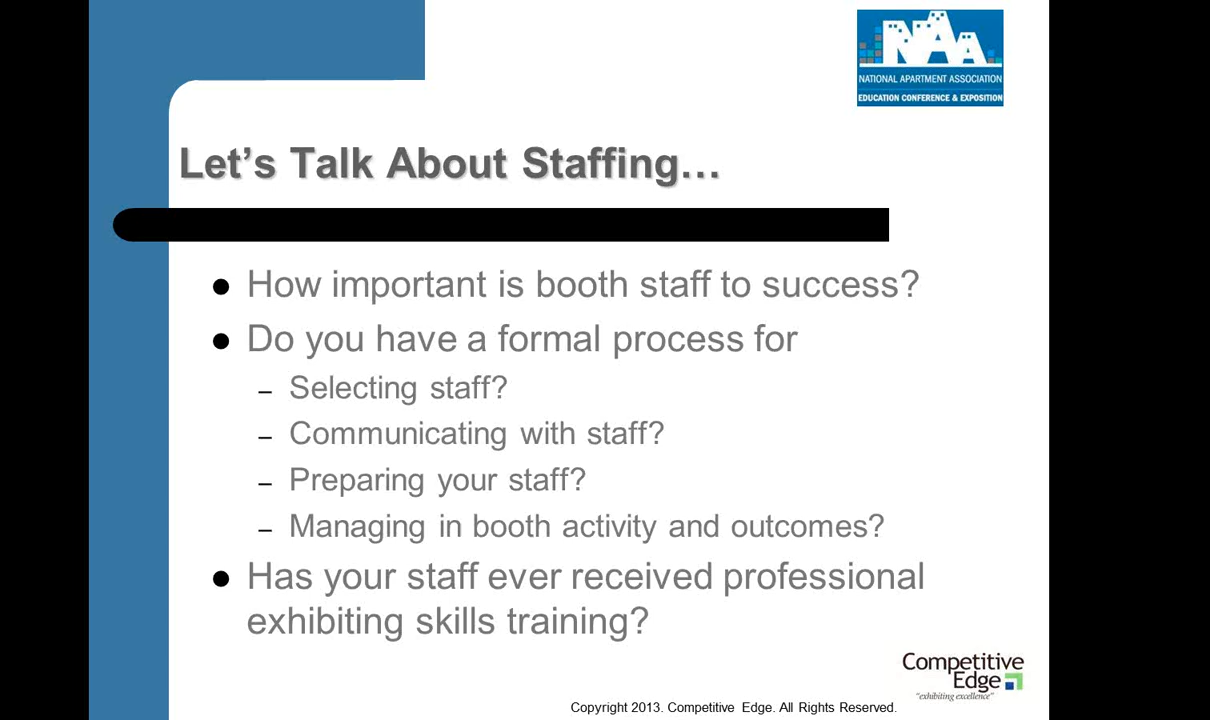 NAA
NATIONAL APARTMENT ASSOCIATION
EDUCATION CONFERENCE & EXPOSITION
Let’s Talk About Staffing…
● How important is booth staff to success?
● Do you have a formal process for
– Selecting staff?
– Communicating with staff?
– Preparing your staff?
– Managing in booth activity and outcomes?
● Has your staff ever received professional
exhibiting skills training?
Competitive
Edge
"exhibiting excellence"
Copyright 2013. Competitive Edge. All Rights Reserved.